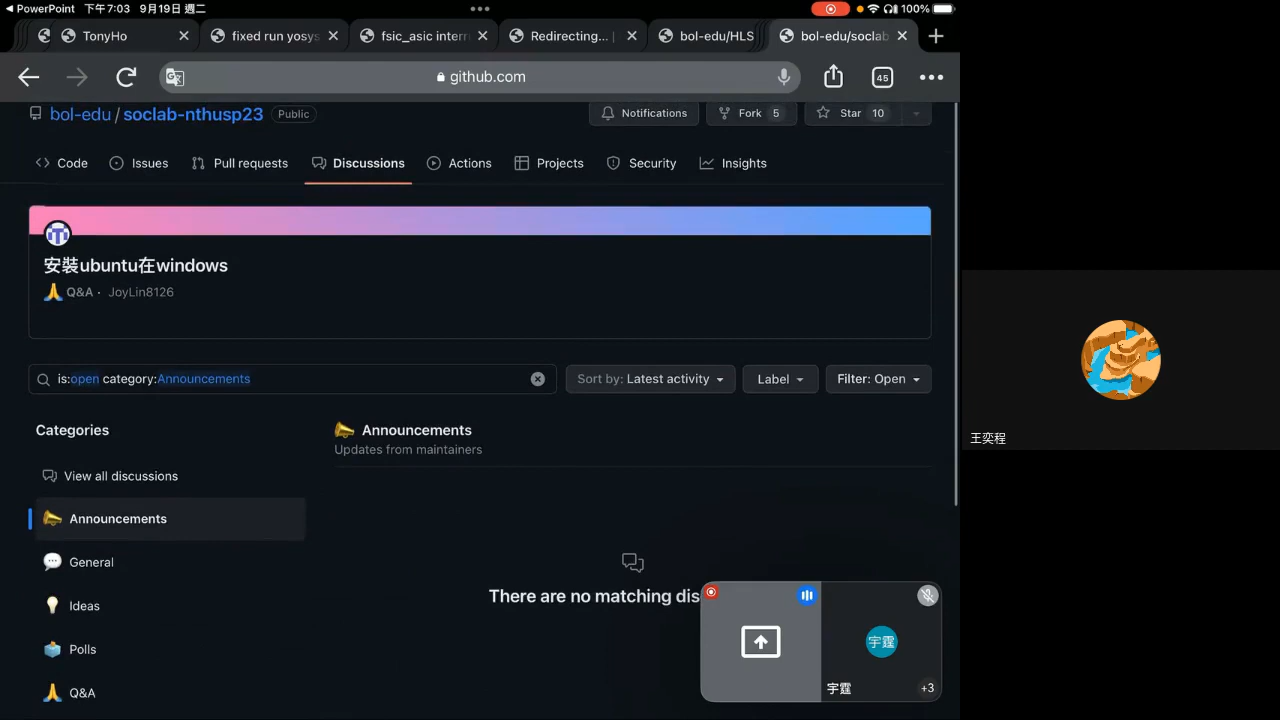 PowerPoint 下午7:03 9月19日 週二
100%
TonyHo
fixed run yosys
fsic_asic interr
Redirecting... |
bol-edu/HLS
bol-edu/soclab
github.com
45
bol-edu / soclab-nthusp23 Public
Notifications
Fork 5
Star 10
Code
Issues
Pull requests
Discussions
Actions
Projects
Security
Insights
安裝ubuntu在windows
Q&A · JoyLin8126
is:open category:Announcements
Sort by: Latest activity
Label
Filter: Open
Categories
Announcements
Updates from maintainers
View all discussions
Announcements
General
Ideas
Polls
Q&A
There are no matching dis
宇霆
宇霆
+3
王奕程